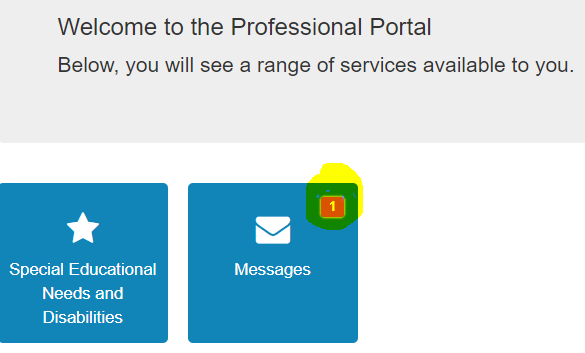 Welcome to the Professional Portal
Below, you will see a range of services available to you.
1
Special Educational
Needs and
Disabilities
Messages